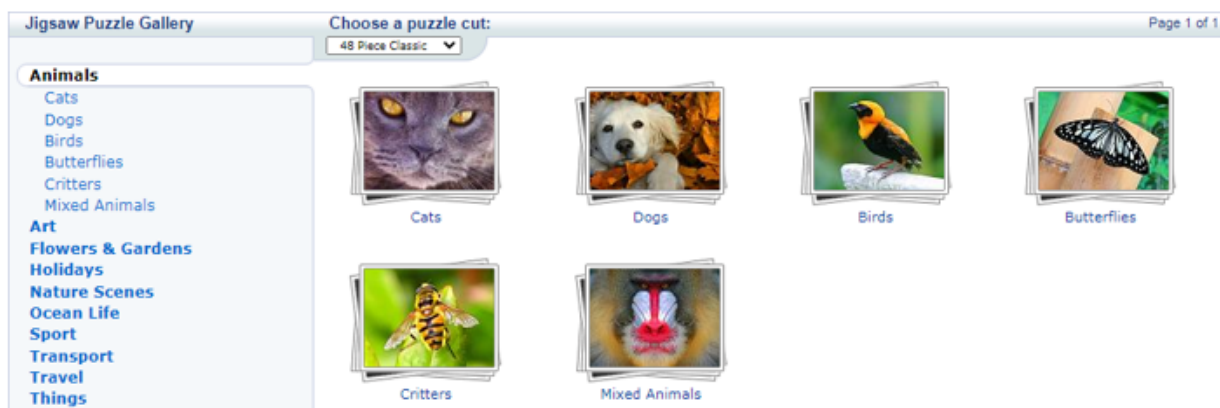 Jigsaw Puzzle Gallery
Choose a puzzle cut:
Page 1 of 1
48 Piece Classic
Animals
Cats
Dogs
Birds
Butterflies
Critters
Mixed Animals
Art
Flowers & Gardens
Holidays
Nature Scenes
Ocean Life
Sport
Transport
Travel
Things
Cats
Dogs
Birds
Butterflies
Critters
Mixed Animals